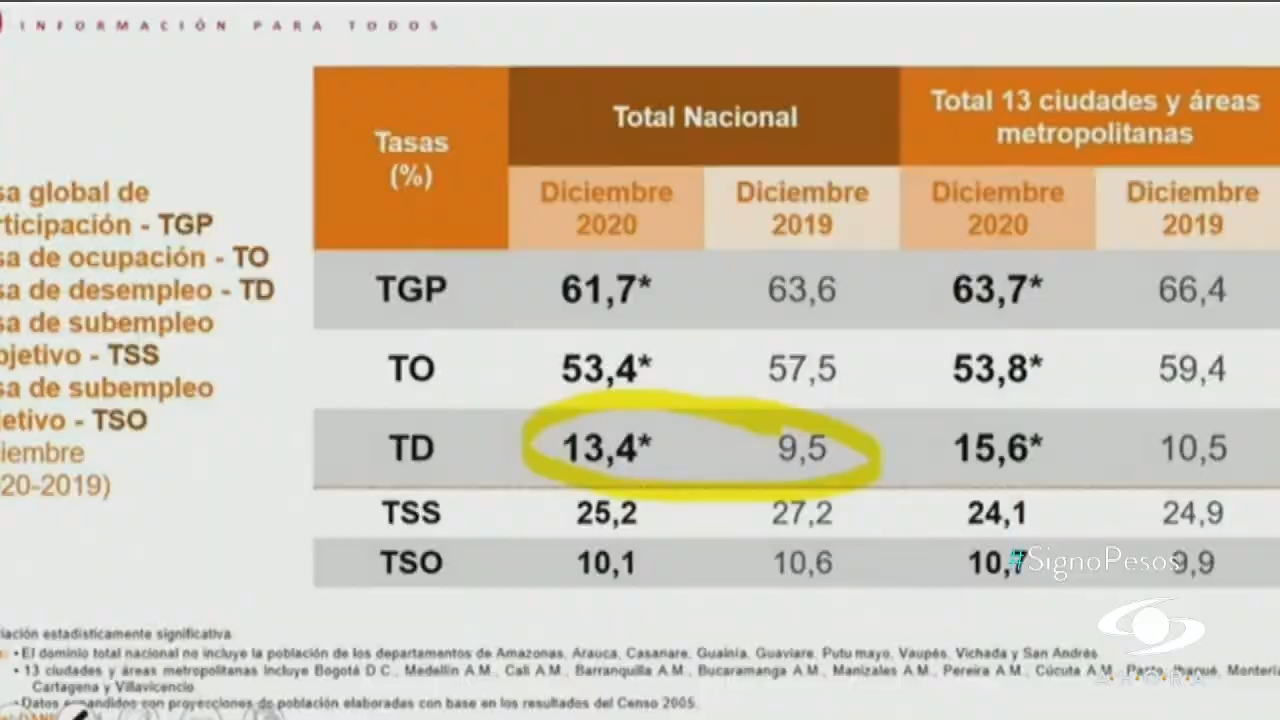 INFORMACIÓN PARA TODOS
Tasas
(%)
Total Nacional
Total 13 ciudades y áreas
metropolitanas
Diciembre
2020
Diciembre
2019
Diciembre
2020
Diciembre
2019
sa global de
rticipación - TGP
sa de ocupación - TO
sa de desempleo - TD
sa de subempleo
bjetivo - TSS
sa de subempleo
jetivo - TSO
iembre
20-2019)
TGP 61,7* 63,6 63,7* 66,4
TO 53,4* 57,5 53,8* 59,4
TD 13,4* 9,5 15,6* 10,5
TSS 25,2 27,2 24,1 24,9
TSO 10,1 10,6 10,7 9,9
#SignoPesos
iación estadísticamente significativa
• El dominio total nacional no incluye la población de los departamentos de Amazonas, Arauca, Casanare, Guainía, Guaviare, Putumayo, Vaupés, Vichada y San Andrés
• 13 ciudades y áreas metropolitanas incluye Bogotá D.C., Medellín A.M., Cali A.M., Barranquilla A.M., Bucaramanga A.M., Manizales A.M., Pereira A.M., Cúcuta A.M., Pasto, Ibagué, Montería
Cartagena y Villavicencio
• Datos expandidos con proyecciones de población elaboradas con base en los resultados del Censo 2005.
AHORA